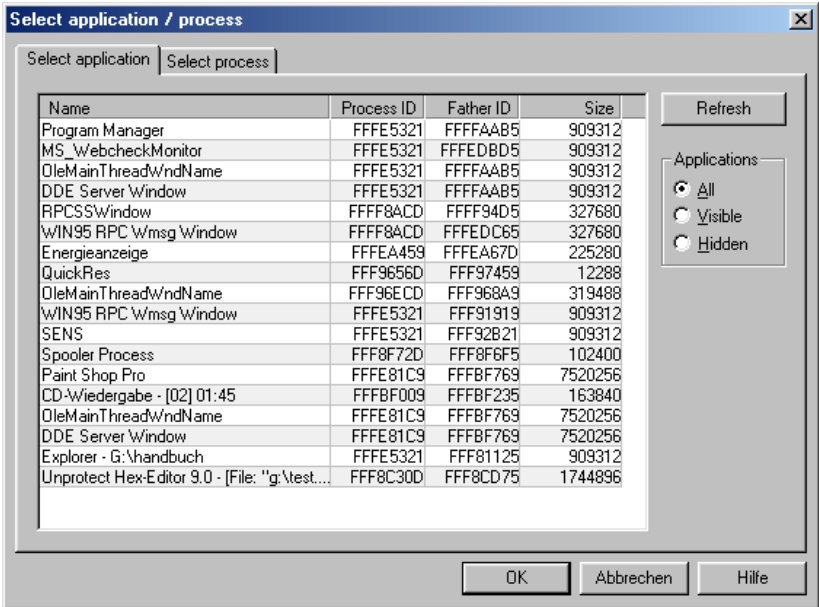 Select application / process
Select application Select process
Name Process ID Father ID Size Refresh
Program Manager FFFE5321 FFFFAAB5 909312
MS_WebcheckMonitor FFFE5321 FFFEDBD5 909312
OleMainThreadWndName FFFE5321 FFFFAAB5 909312
DDE Server Window FFFE5321 FFFFAAB5 909312
RPCSSWindow FFFF8ACD FFFF94D5 327680
WIN95 RPC Wmsg Window FFFF8ACD FFFEDC65 327680
Energieanzeige FFFEA459 FFFEA67D 225280
QuickRes FFF9656D FFF97459 12288
OleMainThreadWndName FFF96ECD FFF968A9 319488
WIN95 RPC Wmsg Window FFFE5321 FFF91919 909312
SENS FFFE5321 FFF92B21 909312
Spooler Process FFF8F72D FFF8F6F5 102400
Paint Shop Pro FFFE81C9 FFFBF769 7520256
CD-Wiedergabe - [02] 01:45 FFFBF009 FFFBF235 163840
OleMainThreadWndName FFFE81C9 FFFBF769 7520256
DDE Server Window FFFE81C9 FFFBF769 7520256
Explorer - G:\handbuch FFFE5321 FFF81125 909312
Unprotect Hex-Editor 9.0 - [File: "g:\test.... FFF8C30D FFF8CD75 1744896
Applications
All
Visible
Hidden
OK Abbrechen Hilfe